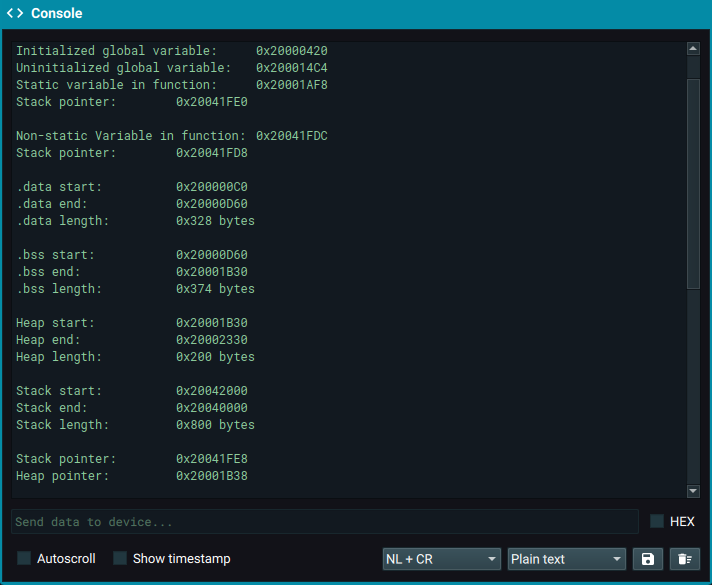 <> Console
Initialized global variable: 0x20000420
Uninitialized global variable: 0x200014C4
Static variable in function: 0x20001AF8
Stack pointer: 0x20041FE0
Non-static Variable in function: 0x20041FDC
Stack pointer: 0x20041FD8
.data start: 0x200000C0
.data end: 0x20000D60
.data length: 0x328 bytes
.bss start: 0x20000D60
.bss end: 0x20001B30
.bss length: 0x374 bytes
Heap start: 0x20001B30
Heap end: 0x20002330
Heap length: 0x200 bytes
Stack start: 0x20042000
Stack end: 0x20040000
Stack length: 0x800 bytes
Stack pointer: 0x20041FE8
Heap pointer: 0x20001B38
Send data to device...
HEX
Autoscroll
Show timestamp
NL + CR
Plain text